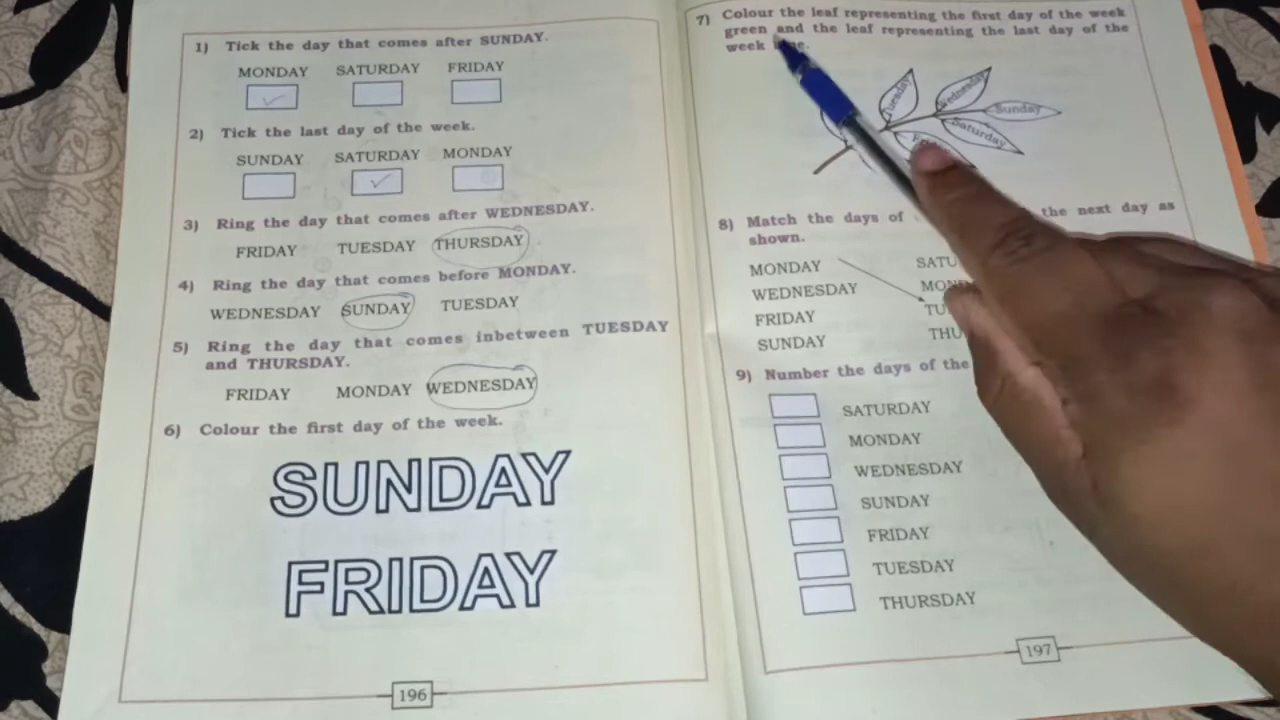 1) Tick the day that comes after SUNDAY.
MONDAY SATURDAY FRIDAY
2) Tick the last day of the week.
SUNDAY SATURDAY MONDAY
3) Ring the day that comes after WEDNESDAY.
FRIDAY TUESDAY THURSDAY
4) Ring the day that comes before MONDAY.
WEDNESDAY SUNDAY TUESDAY
5) Ring the day that comes inbetween TUESDAY
and THURSDAY.
FRIDAY MONDAY WEDNESDAY
6) Colour the first day of the week.
SUNDAY
FRIDAY
196
7) Colour the leaf representing the first day of the week
green and the leaf representing the last day of the
week
Tuesday
Wednesday
Sunday
Saturday
8) Match the days of the next day as
shown.
MONDAY SATU
WEDNESDAY MON
FRIDAY TU
SUNDAY THU
9) Number the days of the
SATURDAY
MONDAY
WEDNESDAY
SUNDAY
FRIDAY
TUESDAY
THURSDAY
197